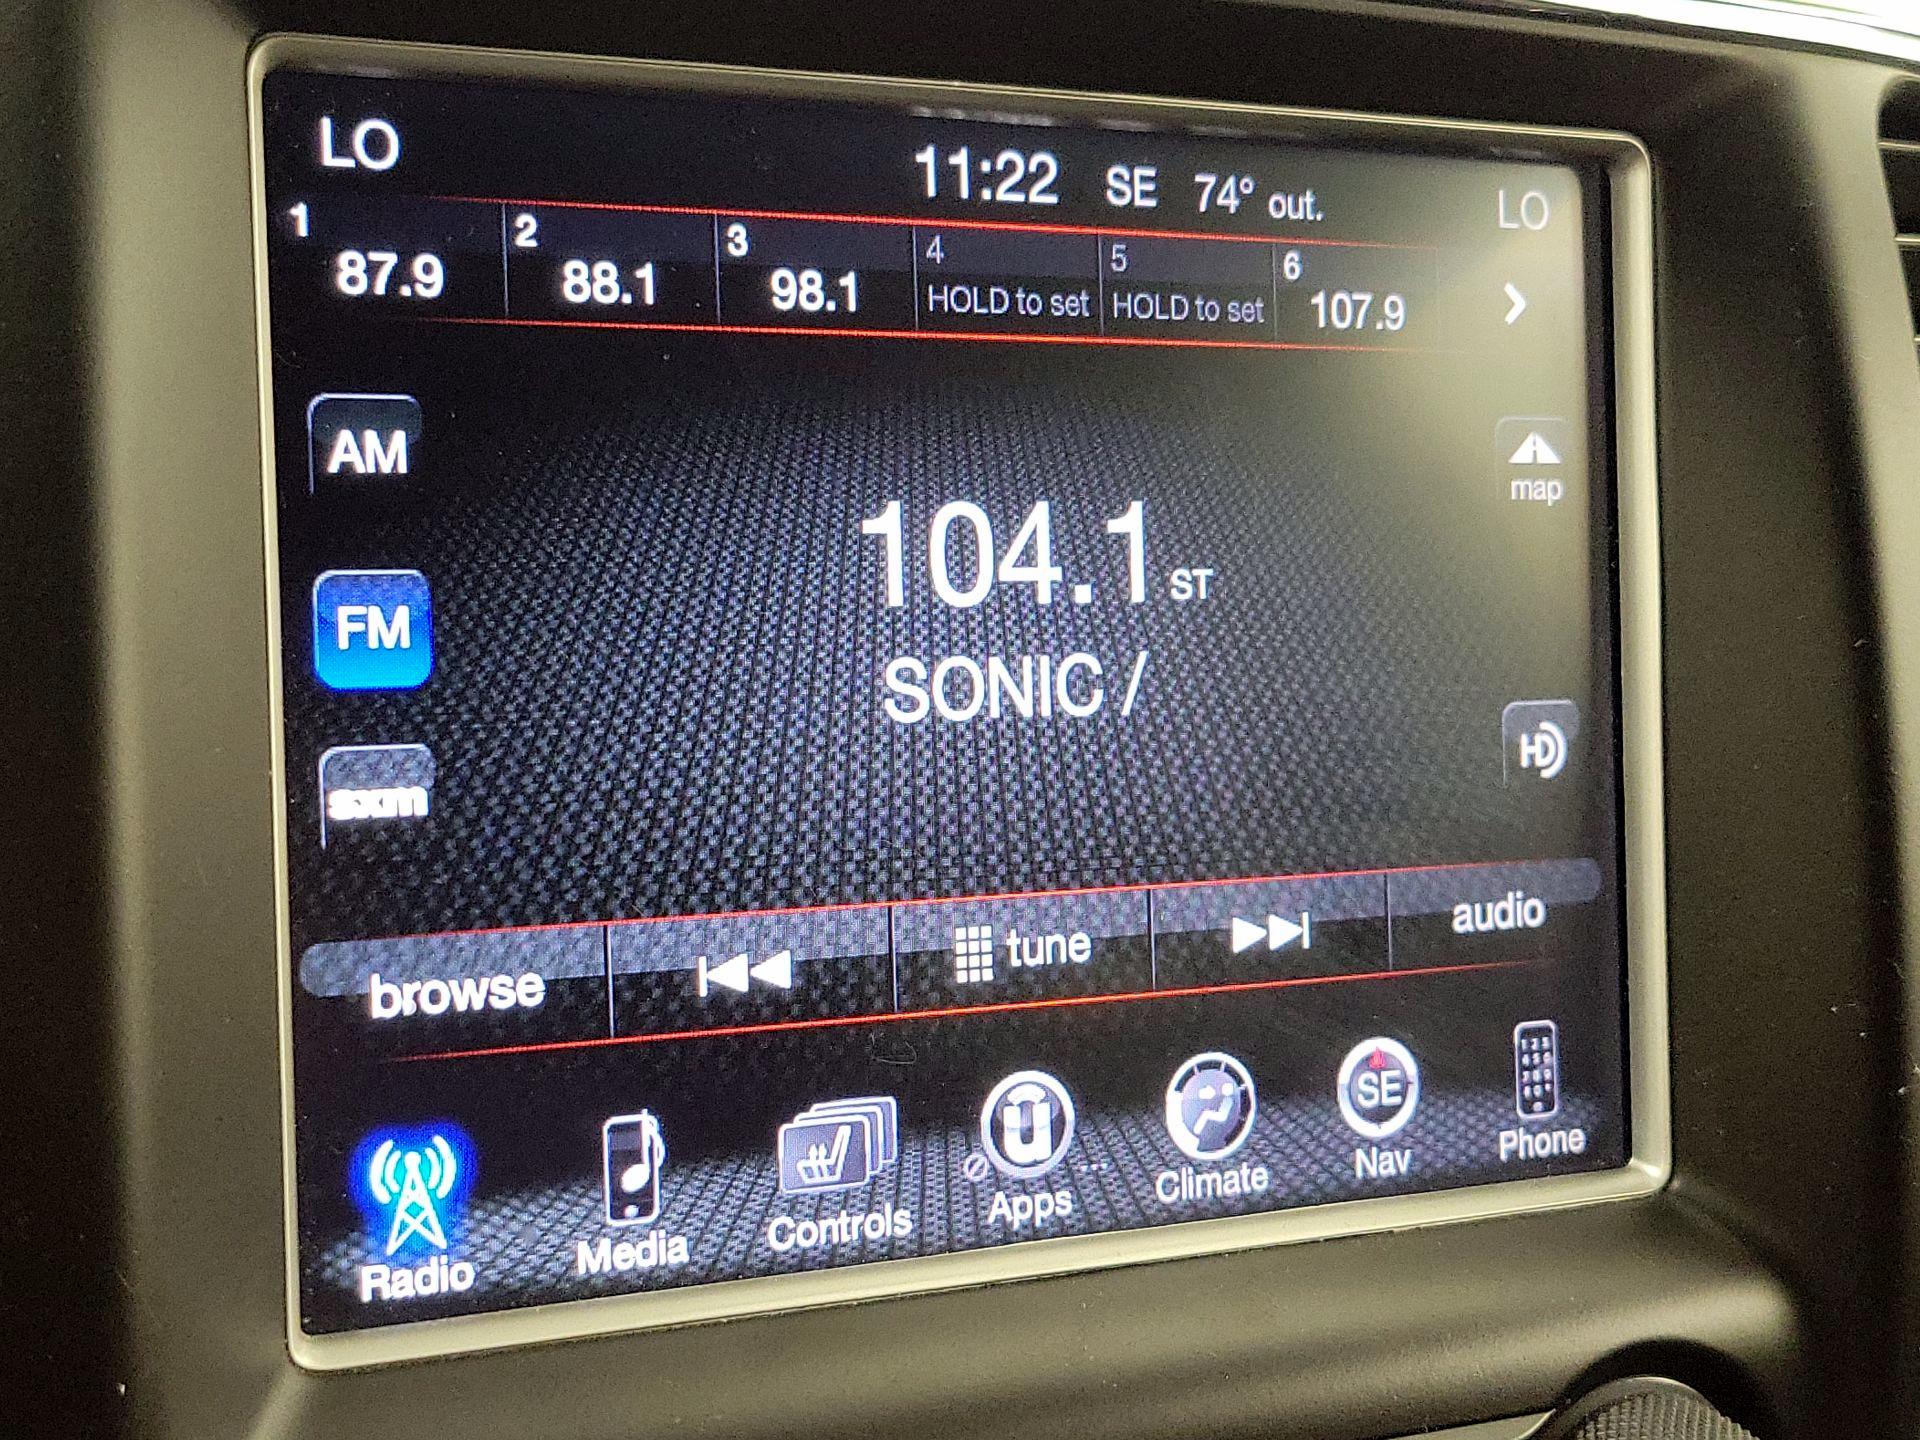 LO 11:22 SE 74° out. LO
1 2 3 4 5 6
87.9 88.1 98.1 HOLD to set HOLD to set 107.9
AM
map
104.1 ST
FM
SONIC /
HD
sxm
browse tune audio
SE
Radio Media Controls Apps Climate Nav Phone